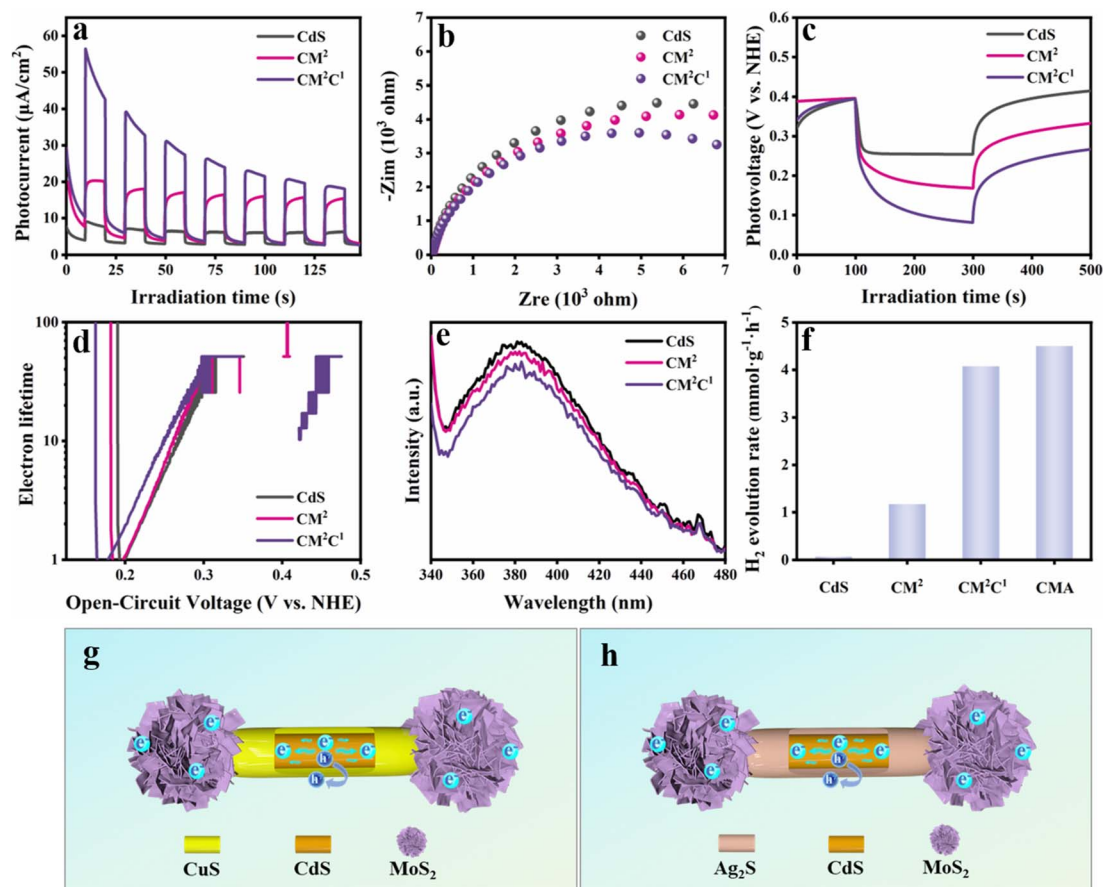 a
CdS
CM²
CM²C¹
Photocurrent (μA/cm²)
60
50
40
30
20
10
0
0 25 50 75 100 125
Irradiation time (s)
b
CdS
CM²
CM²C¹
-Zim (10³ ohm)
7
6
5
4
3
2
1
0
0 1 2 3 4 5 6 7
Zre (10³ ohm)
c
CdS
CM²
CM²C¹
Photovoltage (V vs. NHE)
0.6
0.5
0.4
0.3
0.2
0.1
0.0
0 100 200 300 400 500
Irradiation time (s)
d
CdS
CM²
CM²C¹
Electron lifetime
100
10
1
0.2 0.3 0.4 0.5
Open-Circuit Voltage (V vs. NHE)
e
CdS
CM²
CM²C¹
Intensity (a.u.)
340 360 380 400 420 440 460 480
Wavelength (nm)
f
H₂ evolution rate (mmol·g⁻¹·h⁻¹)
5
4
3
2
1
0
CdS CM² CM²C¹ CMA
g
e⁻ e⁻ e⁻
e⁻ e⁻ e⁻
h
h
e⁻ e⁻ e⁻
CuS CdS MoS₂
h
e⁻ e⁻ e⁻
e⁻ e⁻ e⁻
h
h
e⁻ e⁻ e⁻
Ag₂S CdS MoS₂